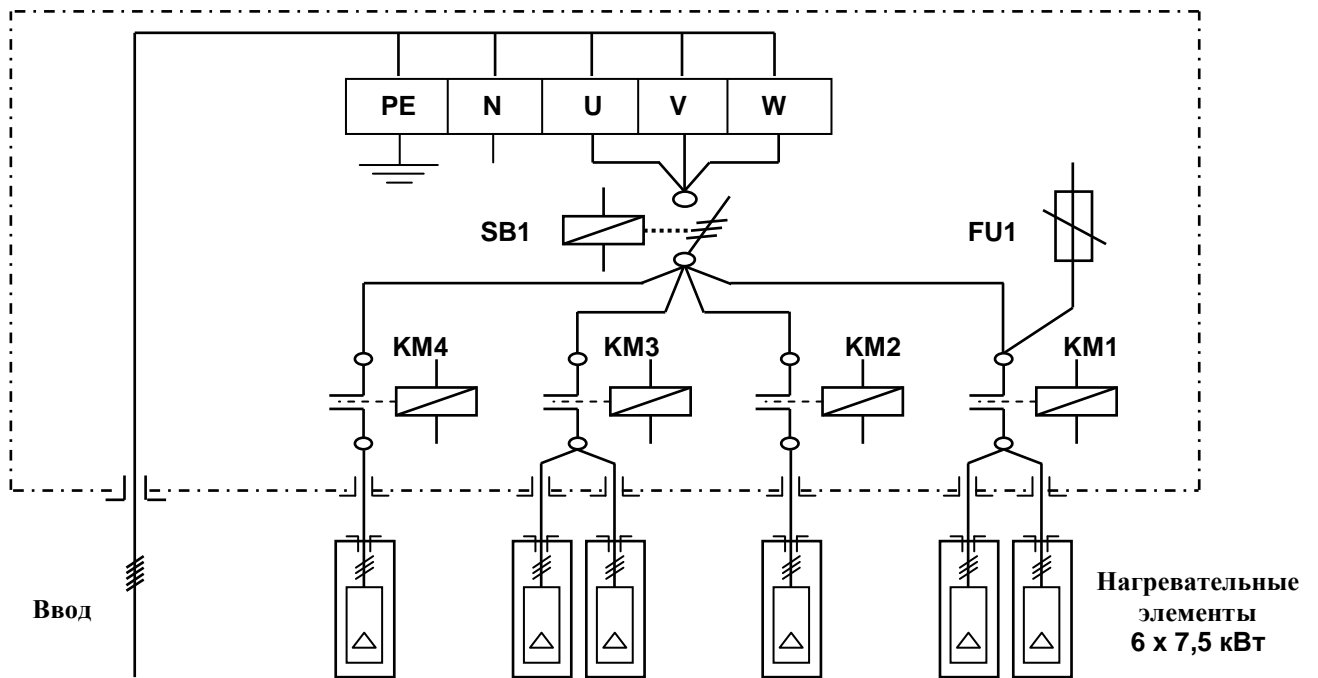 PE N U V W
SB1
FU1
KM4 KM3 KM2 KM1
Ввод
Нагревательные
элементы
6 x 7,5 кВт